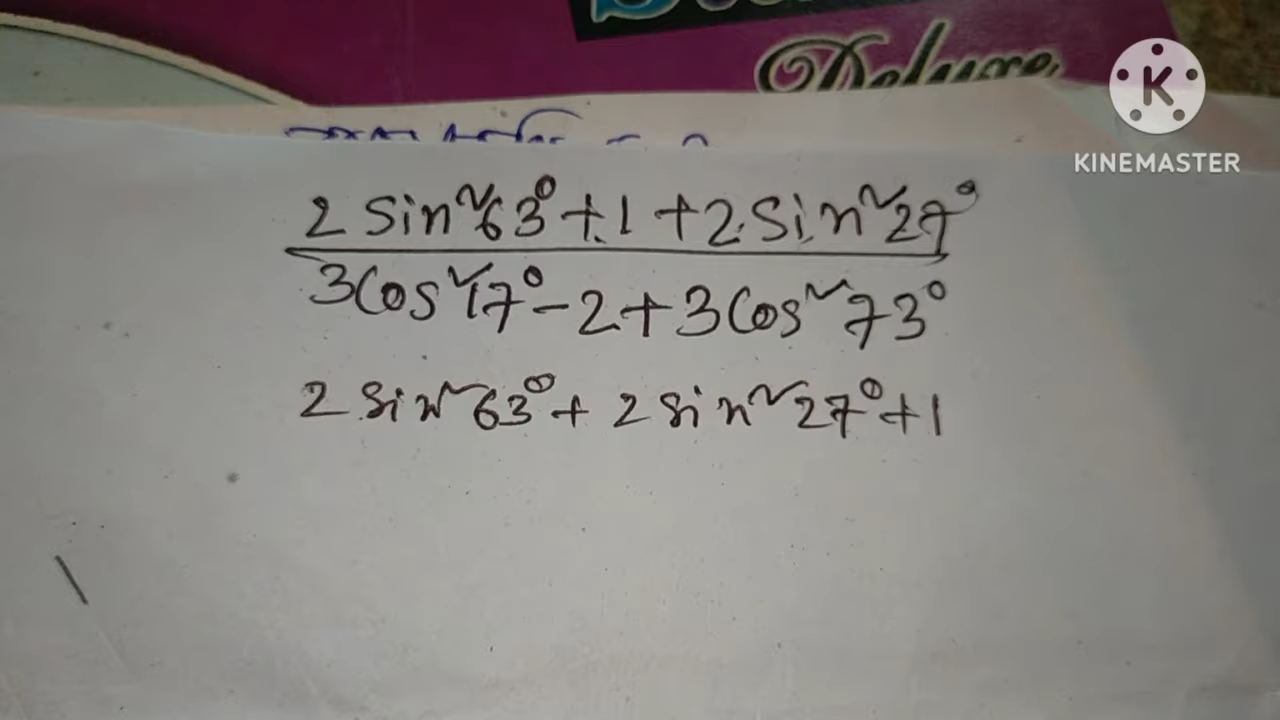 Deluxe
KINEMASTER
2 Sin²63° + 1 + 2 Sin²27°
3 Cos²17° - 2 + 3 Cos²73°
2 Sin²63° + 2 sin²27° + 1